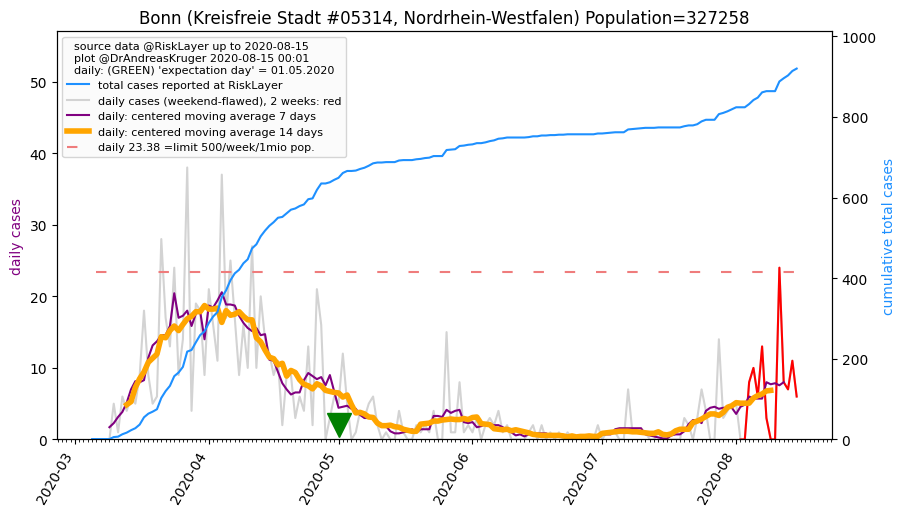 Bonn (Kreisfreie Stadt #05314, Nordrhein-Westfalen) Population=327258
source data @RiskLayer up to 2020-08-15
plot @DrAndreasKruger 2020-08-15 00:01
daily: (GREEN) 'expectation day' = 01.05.2020
total cases reported at RiskLayer
daily cases (weekend-flawed), 2 weeks: red
daily: centered moving average 7 days
daily: centered moving average 14 days
daily 23.38 =limit 500/week/1mio pop.
daily cases
50
40
30
20
10
0
cumulative total cases
1000
800
600
400
200
0
2020-03
2020-04
2020-05
2020-06
2020-07
2020-08